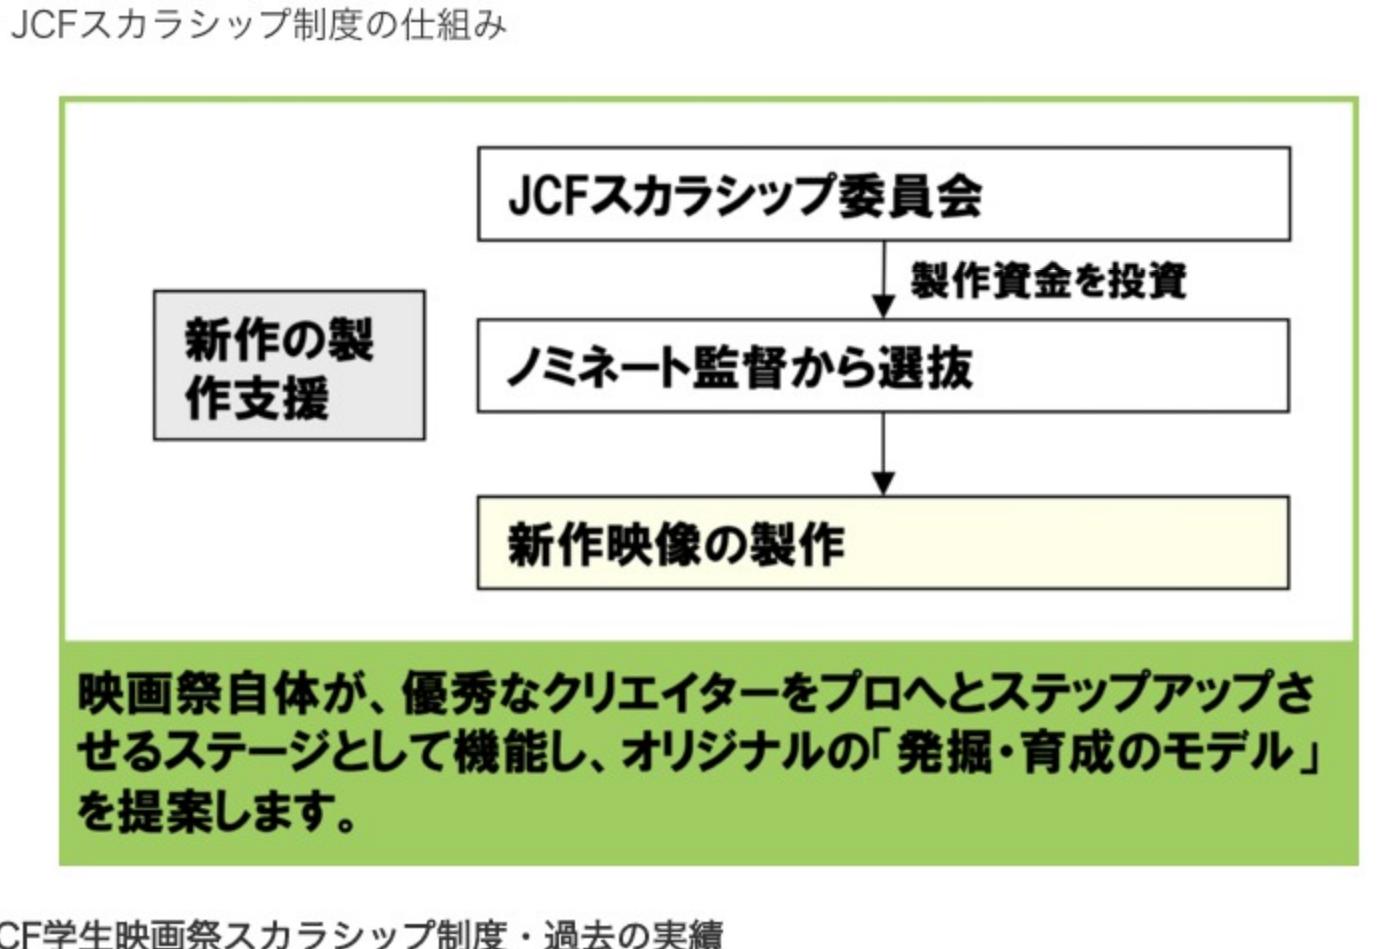 JCFスカラシップ制度の仕組み
JCFスカラシップ委員会
製作資金を投資
新作の製
作支援
ノミネート監督から選抜
新作映像の製作
映画祭自体が、優秀なクリエイターをプロへとステップアップさ
せるステージとして機能し、オリジナルの「発掘・育成のモデル」
を提案します。
CF学生映画祭スカラシップ制度・過去の実績